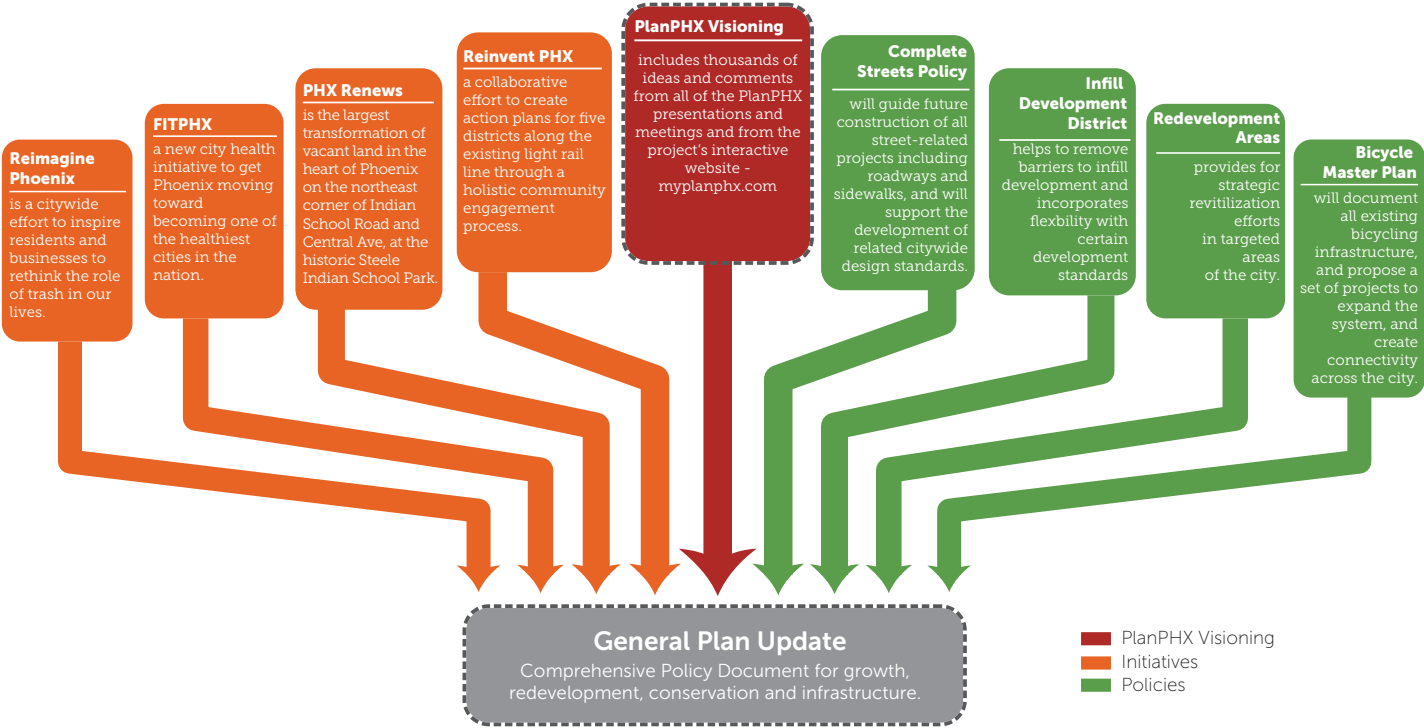 Reimagine
Phoenix
is a citywide
effort to inspire
residents and
businesses to
rethink the role
of trash in our
lives.
FITPHX
a new city health
initiative to get
Phoenix moving
toward
becoming one of
the healthiest
cities in the
nation.
PHX Renews
is the largest
transformation of
vacant land in the
heart of Phoenix
on the northeast
corner of Indian
School Road and
Central Ave, at the
historic Steele
Indian School Park.
Reinvent PHX
a collaborative
effort to create
action plans for five
districts along the
existing light rail
line through a
holistic community
engagement
process.
PlanPHX Visioning
includes thousands of
ideas and comments
from all of the PlanPHX
presentations and
meetings and from the
project's interactive
website -
myplanphx.com
Complete
Streets Policy
will guide future
construction of all
street-related
projects including
roadways and
sidewalks, and will
support the
development of
related citywide
design standards.
Infill
Development
District
helps to remove
barriers to infill
development and
incorporates
flexbility with
certain
development
standards
Redevelopment
Areas
provides for
strategic
revitilization
efforts
in targeted
areas
of the city.
Bicycle
Master Plan
will document
all existing
bicycling
infrastructure,
and propose a
set of projects to
expand the
system, and
create
connectivity
across the city.
General Plan Update
Comprehensive Policy Document for growth,
redevelopment, conservation and infrastructure.
PlanPHX Visioning
Initiatives
Policies